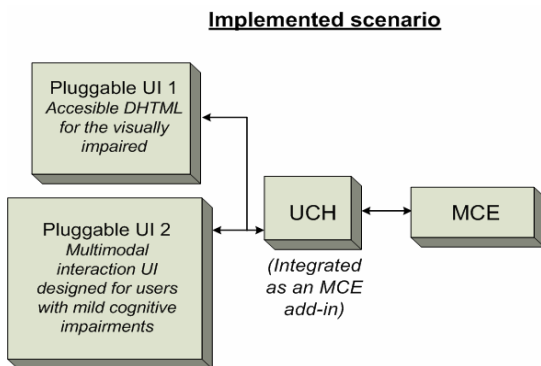 Implemented scenario
Pluggable UI 1
Accesible DHTML
for the visually
impaired
Pluggable UI 2
Multimodal
interaction UI
designed for users
with mild cognitive
impairments
UCH
(Integrated
as an MCE
add-in)
MCE